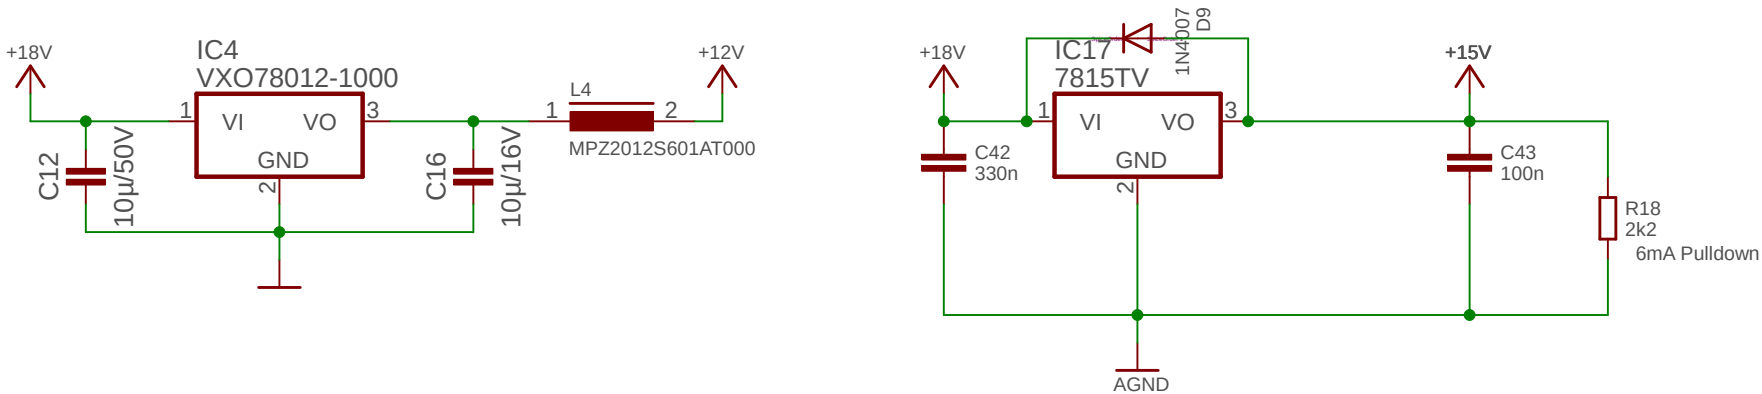 +18V
IC4
VXO78012-1000
1
VI
VO
3
GND
2
C12
10µ/50V
C16
10µ/16V
L4
1
2
MPZ2012S601AT000
+12V
+18V
IC17
7815TV
1N4007
D9
1
VI
VO
3
GND
2
C42
330n
+15V
C43
100n
R18
2k2
6mA Pulldown
AGND